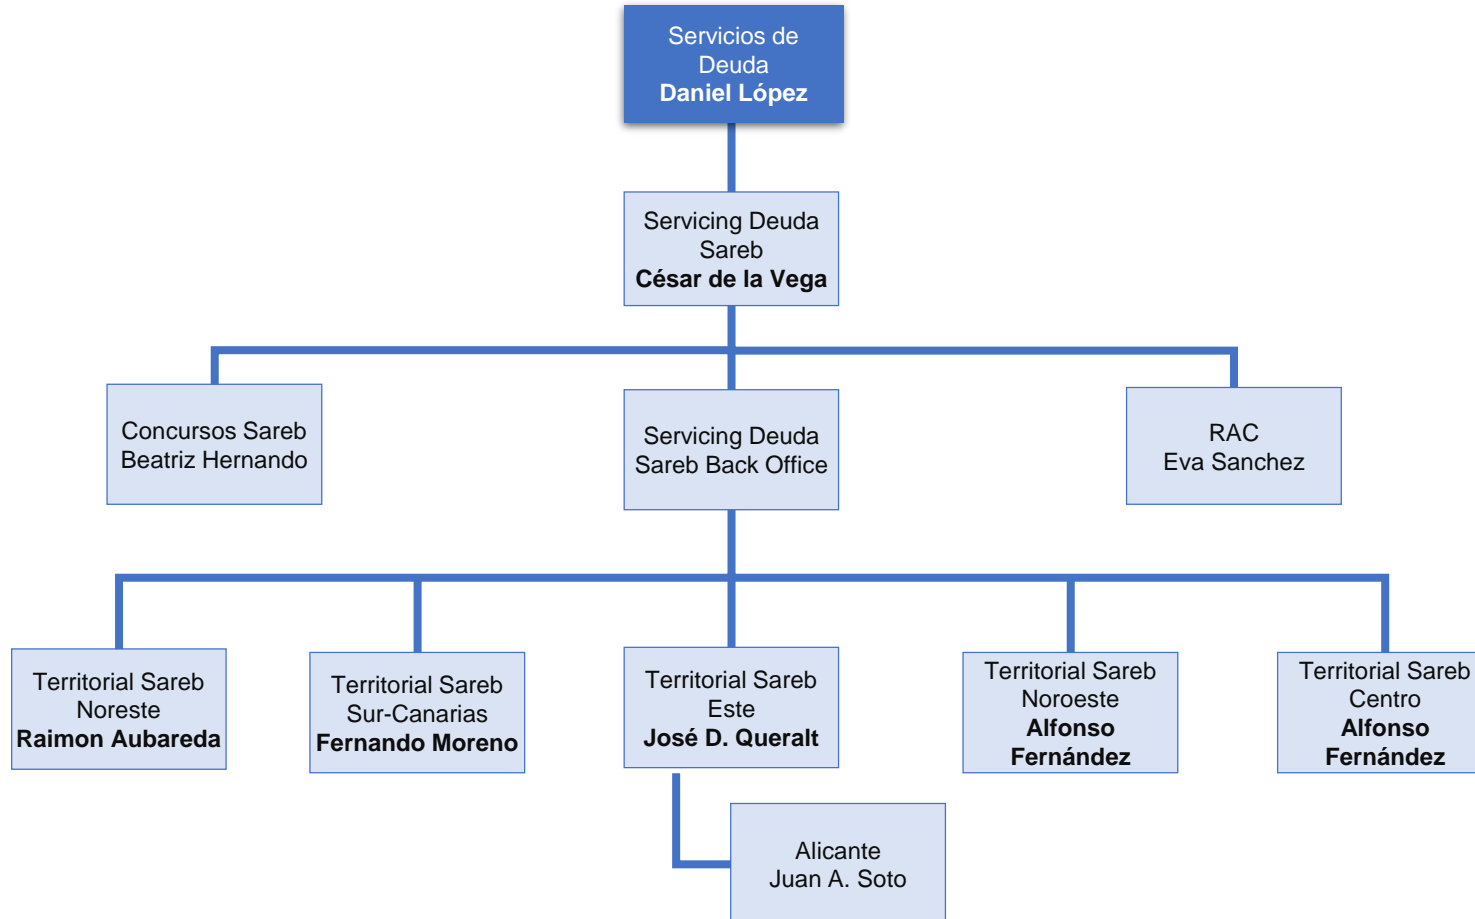 Servicios de
Deuda
Daniel López
Servicing Deuda
Sareb
César de la Vega
Concursos Sareb
Beatriz Hernando
Servicing Deuda
Sareb Back Office
RAC
Eva Sanchez
Territorial Sareb
Noreste
Raimon Aubareda
Territorial Sareb
Sur-Canarias
Fernando Moreno
Territorial Sareb
Este
José D. Queralt
Territorial Sareb
Noroeste
Alfonso
Fernández
Territorial Sareb
Centro
Alfonso
Fernández
Alicante
Juan A. Soto